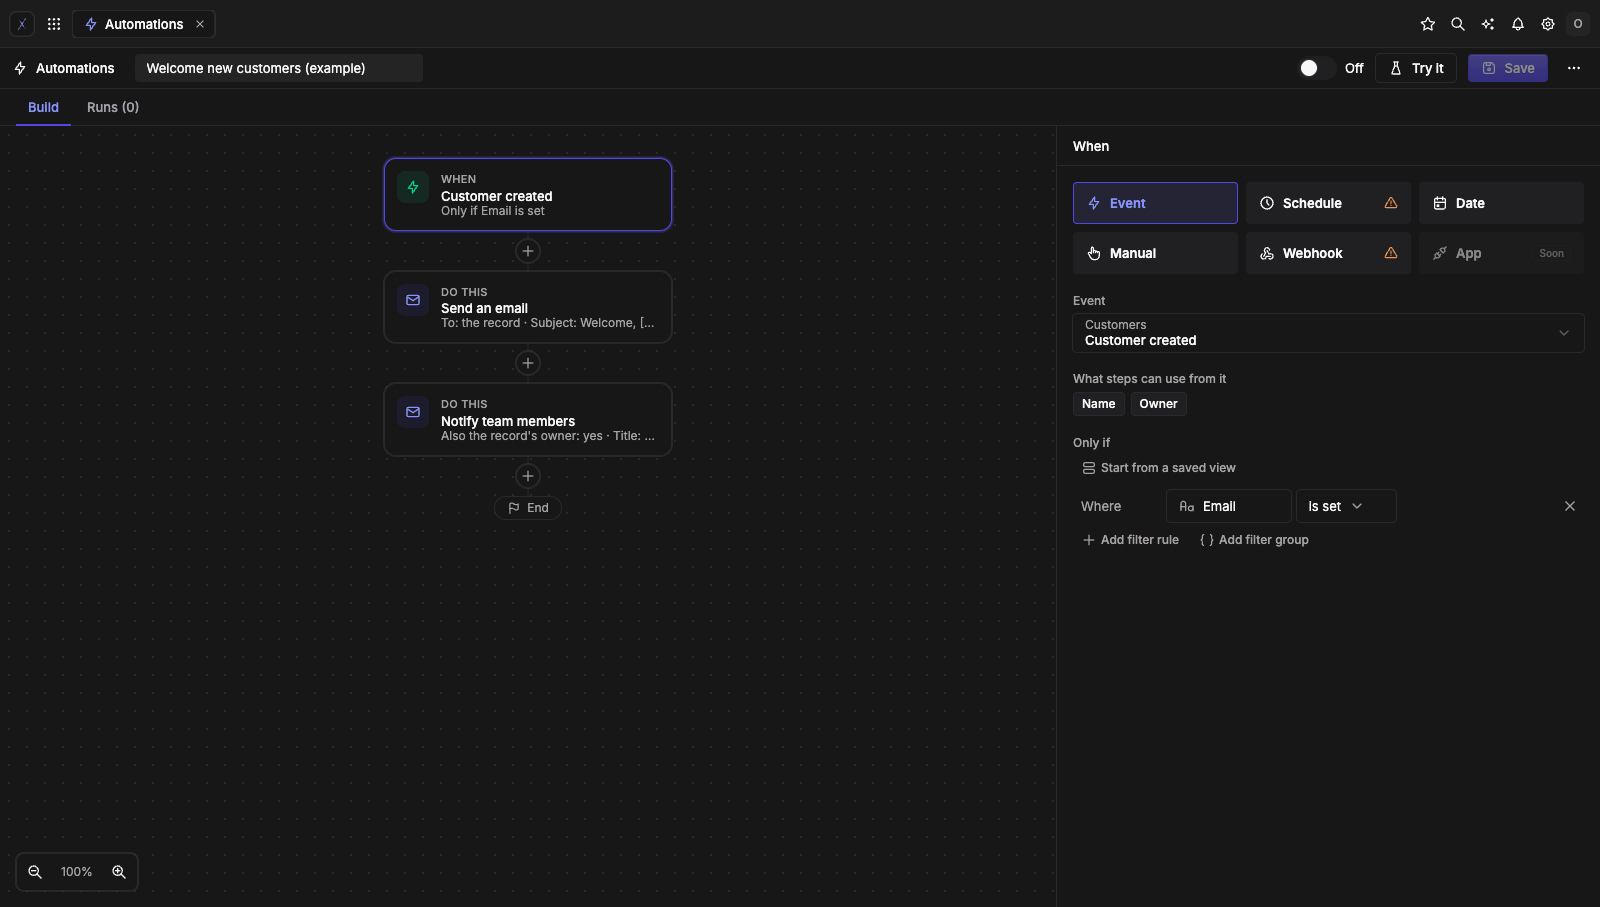 Automations
O
Automations
Welcome new customers (example)
Off
Try it
Save
Build
Runs (0)
WHEN
Customer created
Only if Email is set
DO THIS
Send an email
To: the record · Subject: Welcome, [...
DO THIS
Notify team members
Also the record's owner: yes · Title: ...
End
100%
When
Event
Schedule
Date
Manual
Webhook
App
Soon
Event
Customers
Customer created
What steps can use from it
Name
Owner
Only if
Start from a saved view
Where
Aa
Email
is set
Add filter rule
{ } Add filter group